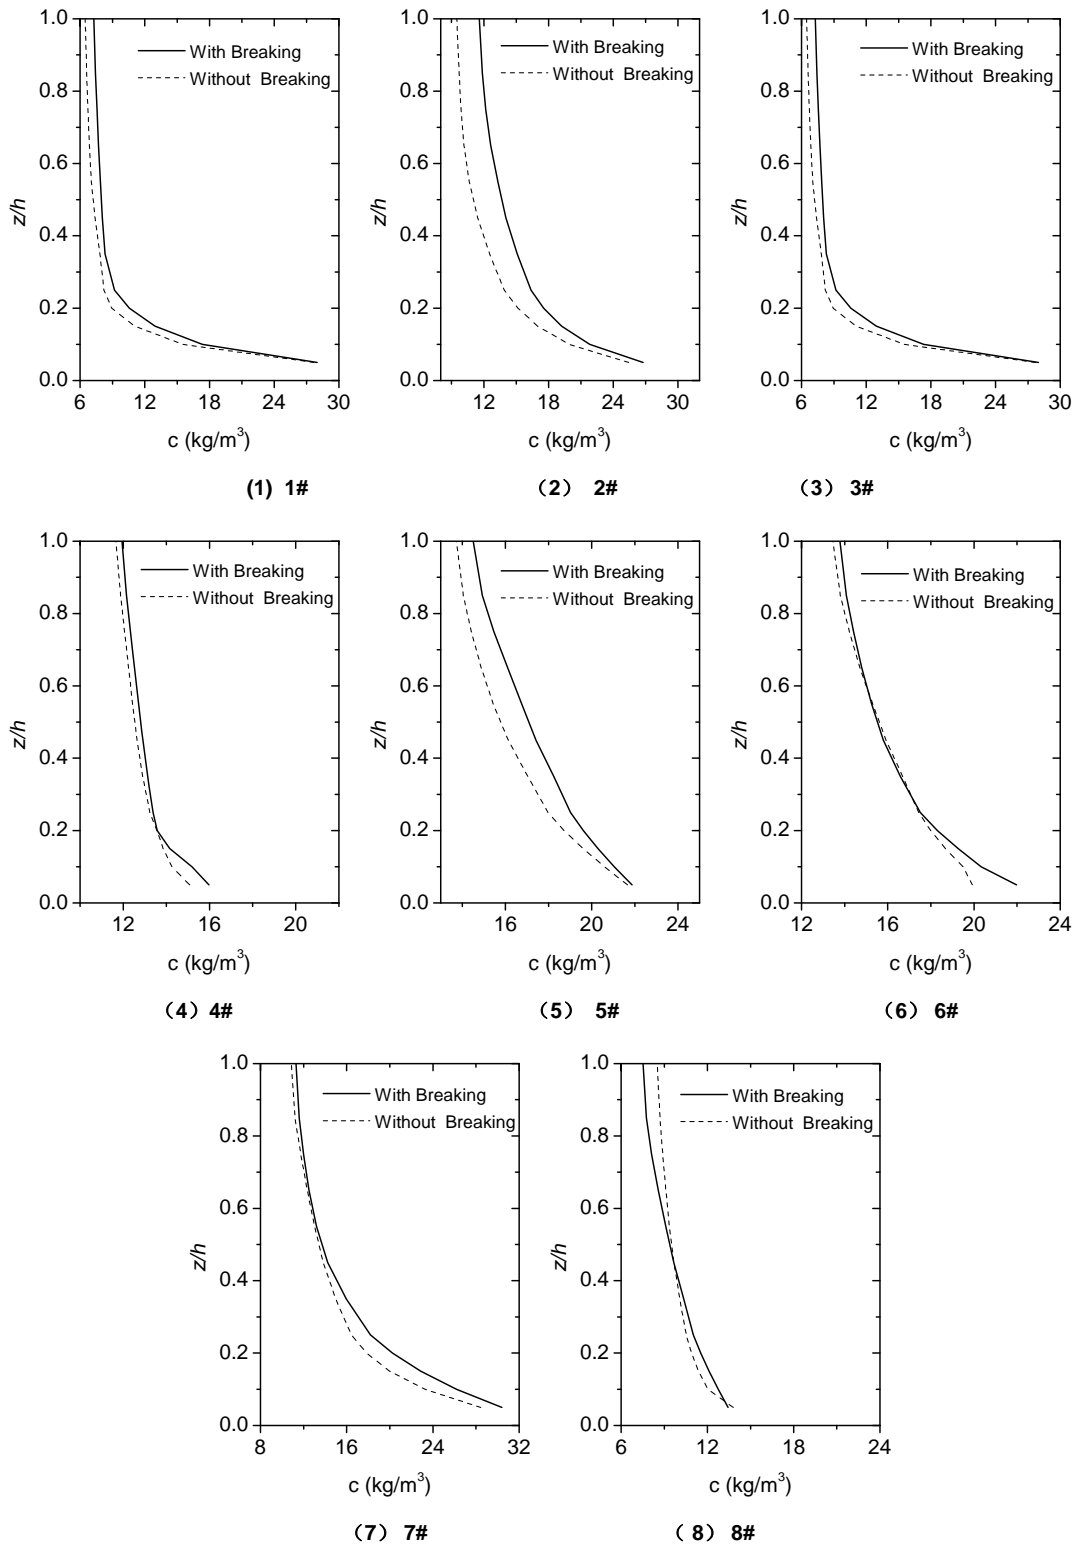 1.0
0.8
0.6
0.4
0.2
0.0
z/h
6 12 18 24 30
c (kg/m³)
With Breaking
Without Breaking
(1) 1#
1.0
0.8
0.6
0.4
0.2
0.0
z/h
12 18 24 30
c (kg/m³)
With Breaking
Without Breaking
（2） 2#
1.0
0.8
0.6
0.4
0.2
0.0
z/h
6 12 18 24 30
c (kg/m³)
With Breaking
Without Breaking
（3） 3#
1.0
0.8
0.6
0.4
0.2
0.0
z/h
12 16 20
c (kg/m³)
With Breaking
Without Breaking
（4）4#
1.0
0.8
0.6
0.4
0.2
0.0
z/h
16 20 24
c (kg/m³)
With Breaking
Without Breaking
（5） 5#
1.0
0.8
0.6
0.4
0.2
0.0
z/h
12 16 20 24
c (kg/m³)
With Breaking
Without Breaking
（6） 6#
1.0
0.8
0.6
0.4
0.2
0.0
z/h
8 16 24 32
c (kg/m³)
With Breaking
Without Breaking
（7） 7#
1.0
0.8
0.6
0.4
0.2
0.0
z/h
6 12 18 24
c (kg/m³)
With Breaking
Without Breaking
（8） 8#